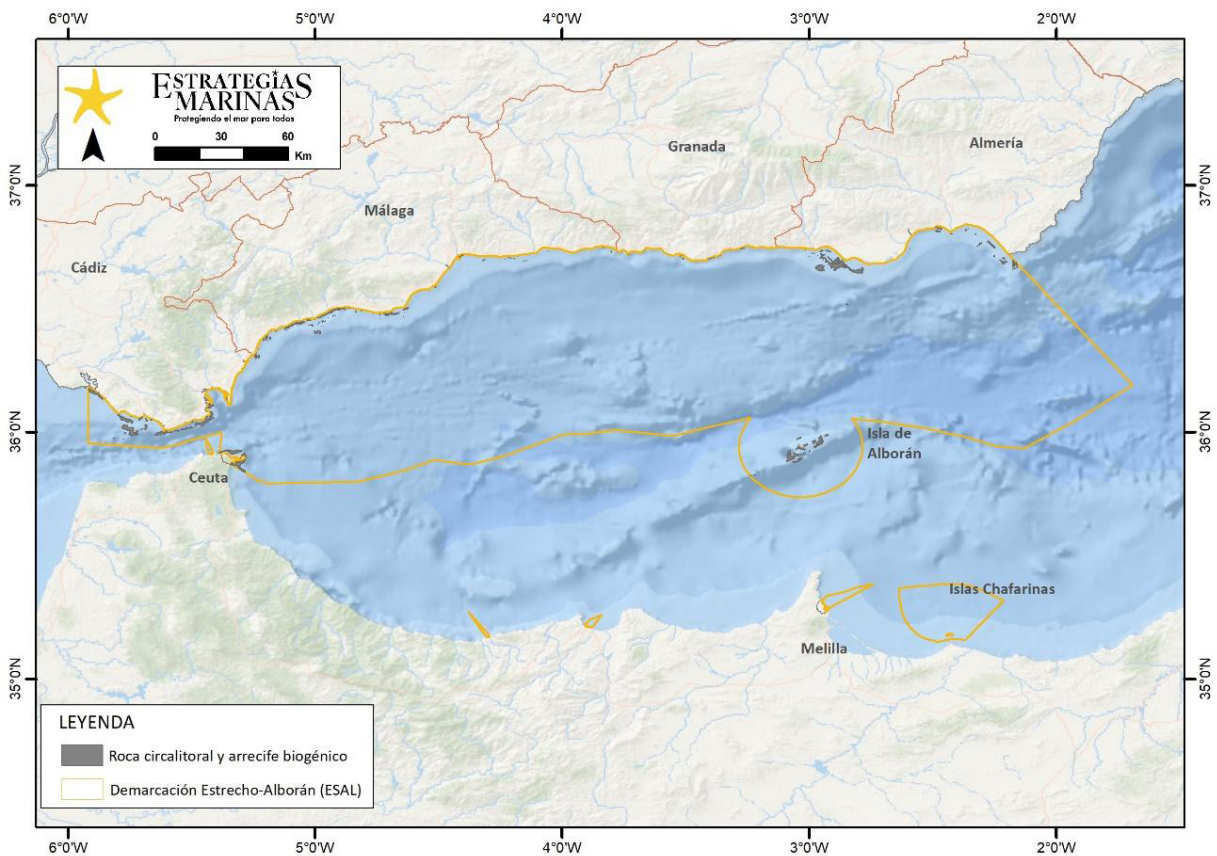 6°0'W 5°0'W 4°0'W 3°0'W 2°0'W
ESTRATEGIAS
MARINAS
Protegiendo el mar para todos
0 30 60
Km
Granada
Almería
37°0'N
37°0'N
Málaga
Cádiz
36°0'N
36°0'N
Isla de
Alborán
Ceuta
Islas Chafarinas
Melilla
35°0'N
35°0'N
LEYENDA
Roca circalitoral y arrecife biogénico
Demarcación Estrecho-Alborán (ESAL)
6°0'W 5°0'W 4°0'W 3°0'W 2°0'W